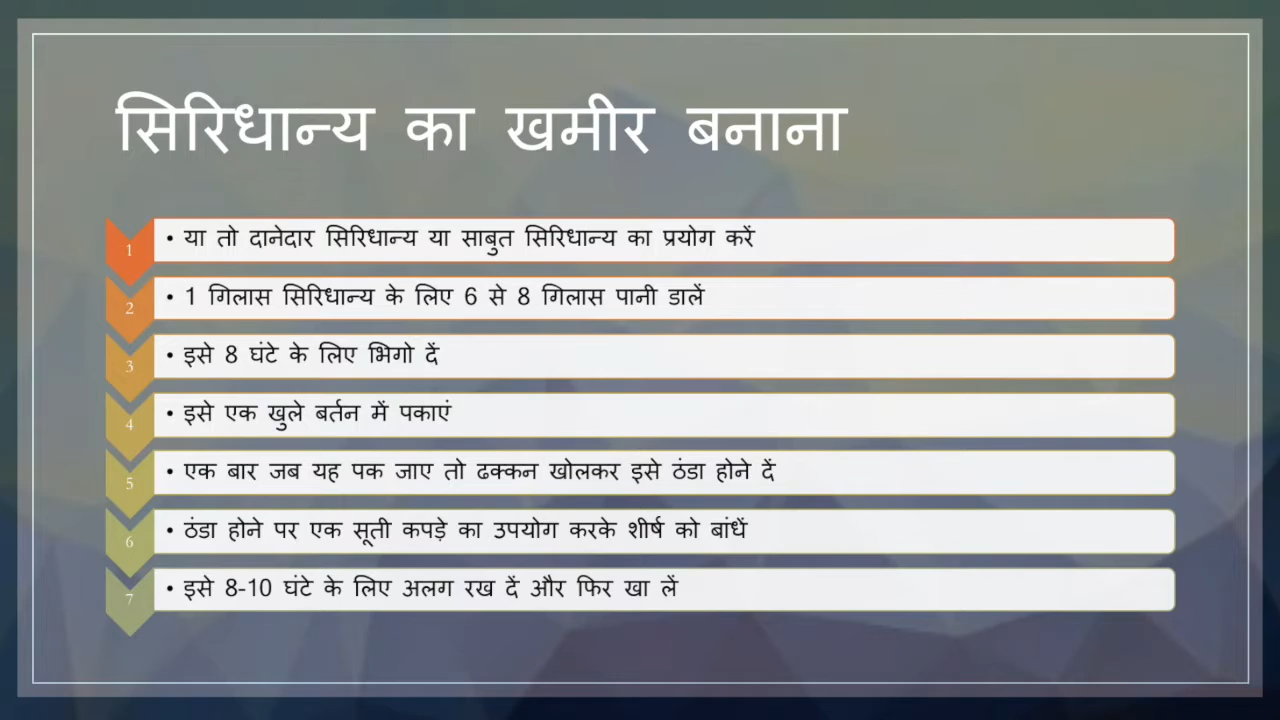 सिरिधान्य का खमीर बनाना
1 • या तो दानेदार सिरिधान्य या साबुत सिरिधान्य का प्रयोग करें
2 • 1 गिलास सिरिधान्य के लिए 6 से 8 गिलास पानी डालें
3 • इसे 8 घंटे के लिए भिगो दें
4 • इसे एक खुले बर्तन में पकाएं
5 • एक बार जब यह पक जाए तो ढक्कन खोलकर इसे ठंडा होने दें
6 • ठंडा होने पर एक सूती कपड़े का उपयोग करके शीर्ष को बांधें
7 • इसे 8-10 घंटे के लिए अलग रख दें और फिर खा लें